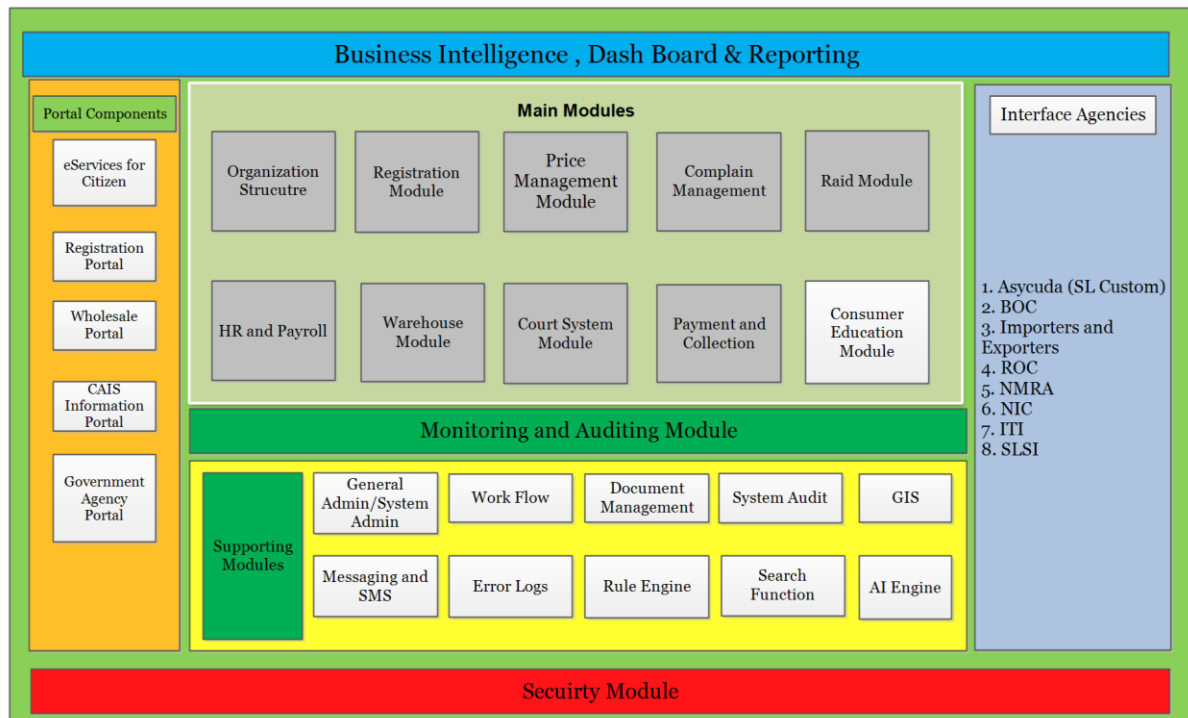 Business Intelligence , Dash Board & Reporting
Portal Components
eServices for
Citizen
Registration
Portal
Wholesale
Portal
CAIS
Information
Portal
Government
Agency
Portal
Main Modules
Organization
Strucutre
Registration
Module
Price
Management
Module
Complain
Management
Raid Module
HR and Payroll
Warehouse
Module
Court System
Module
Payment and
Collection
Consumer
Education
Module
Monitoring and Auditing Module
Supporting
Modules
General
Admin/System
Admin
Work Flow
Document
Management
System Audit
GIS
Messaging and
SMS
Error Logs
Rule Engine
Search
Function
AI Engine
Interface Agencies
1. Asycuda (SL Custom)
2. BOC
3. Importers and
Exporters
4. ROC
5. NMRA
6. NIC
7. ITI
8. SLSI
Secuirty Module